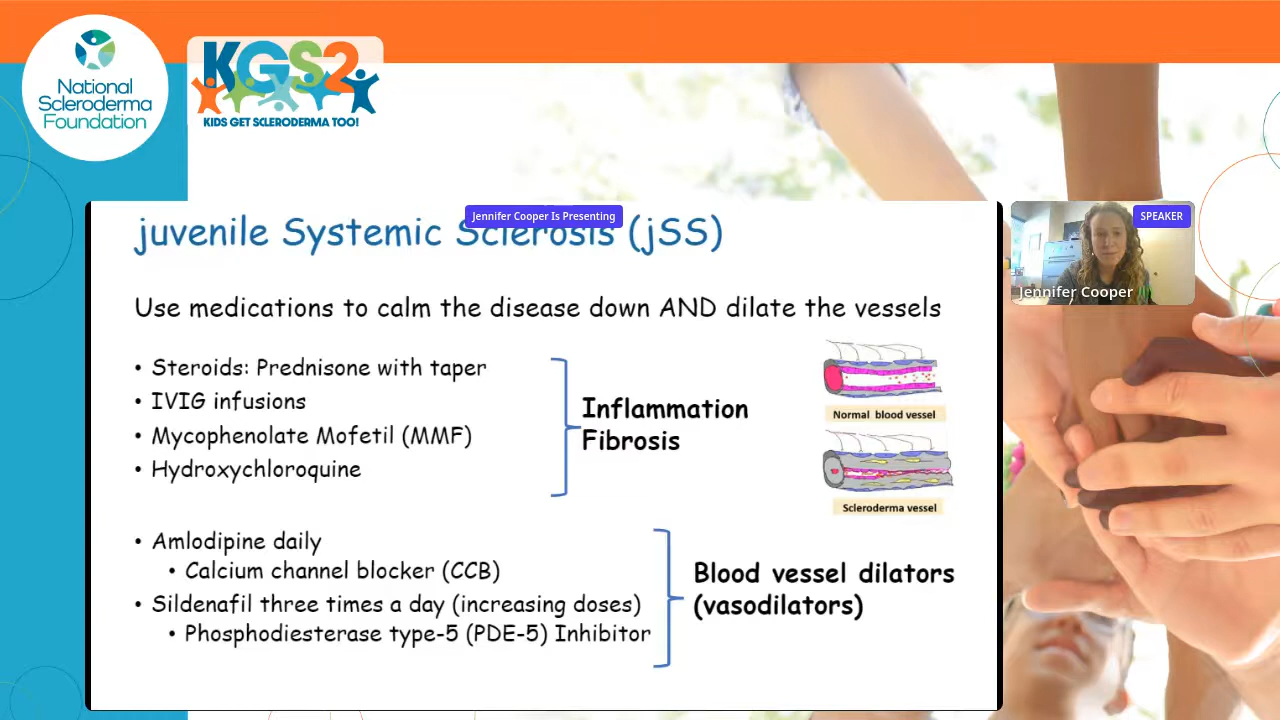 National
Scleroderma
Foundation
KGS2
KIDS GET SCLERODERMA TOO!
Jennifer Cooper Is Presenting
SPEAKER
Jennifer Cooper
juvenile Systemic Sclerosis (jSS)
Use medications to calm the disease down AND dilate the vessels
• Steroids: Prednisone with taper
• IVIG infusions
• Mycophenolate Mofetil (MMF)
• Hydroxychloroquine
Inflammation
Fibrosis
Normal blood vessel
Scleroderma vessel
• Amlodipine daily
• Calcium channel blocker (CCB)
• Sildenafil three times a day (increasing doses)
• Phosphodiesterase type-5 (PDE-5) Inhibitor
Blood vessel dilators
(vasodilators)